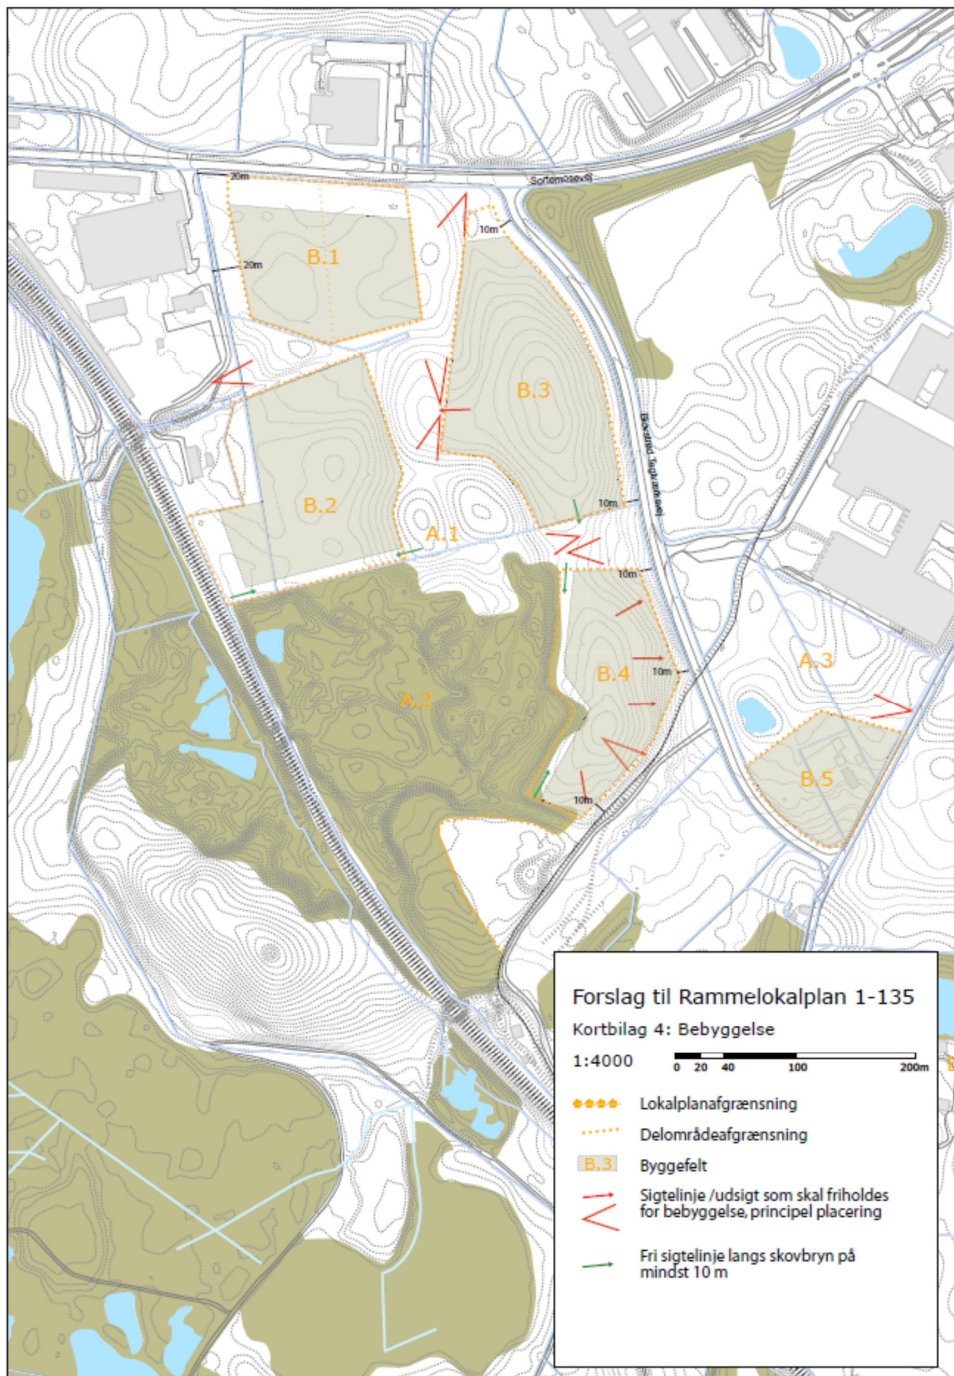 Sortemosevej
20m
10m
20m
B.1
B.3
B.2
10m
A.1
10m
A.3
B.4
10m
A.2
B.5
10m
Forslag til Rammelokalplan 1-135
Kortbilag 4: Bebyggelse
1:4000
0 20 40 100 200m
Lokalplanafgrænsning
Delområdeafgrænsning
B.3 Byggefelt
Sigtelinje /udsigt som skal friholdes
for bebyggelse, principel placering
Fri sigtelinje langs skovbryn på
mindst 10 m